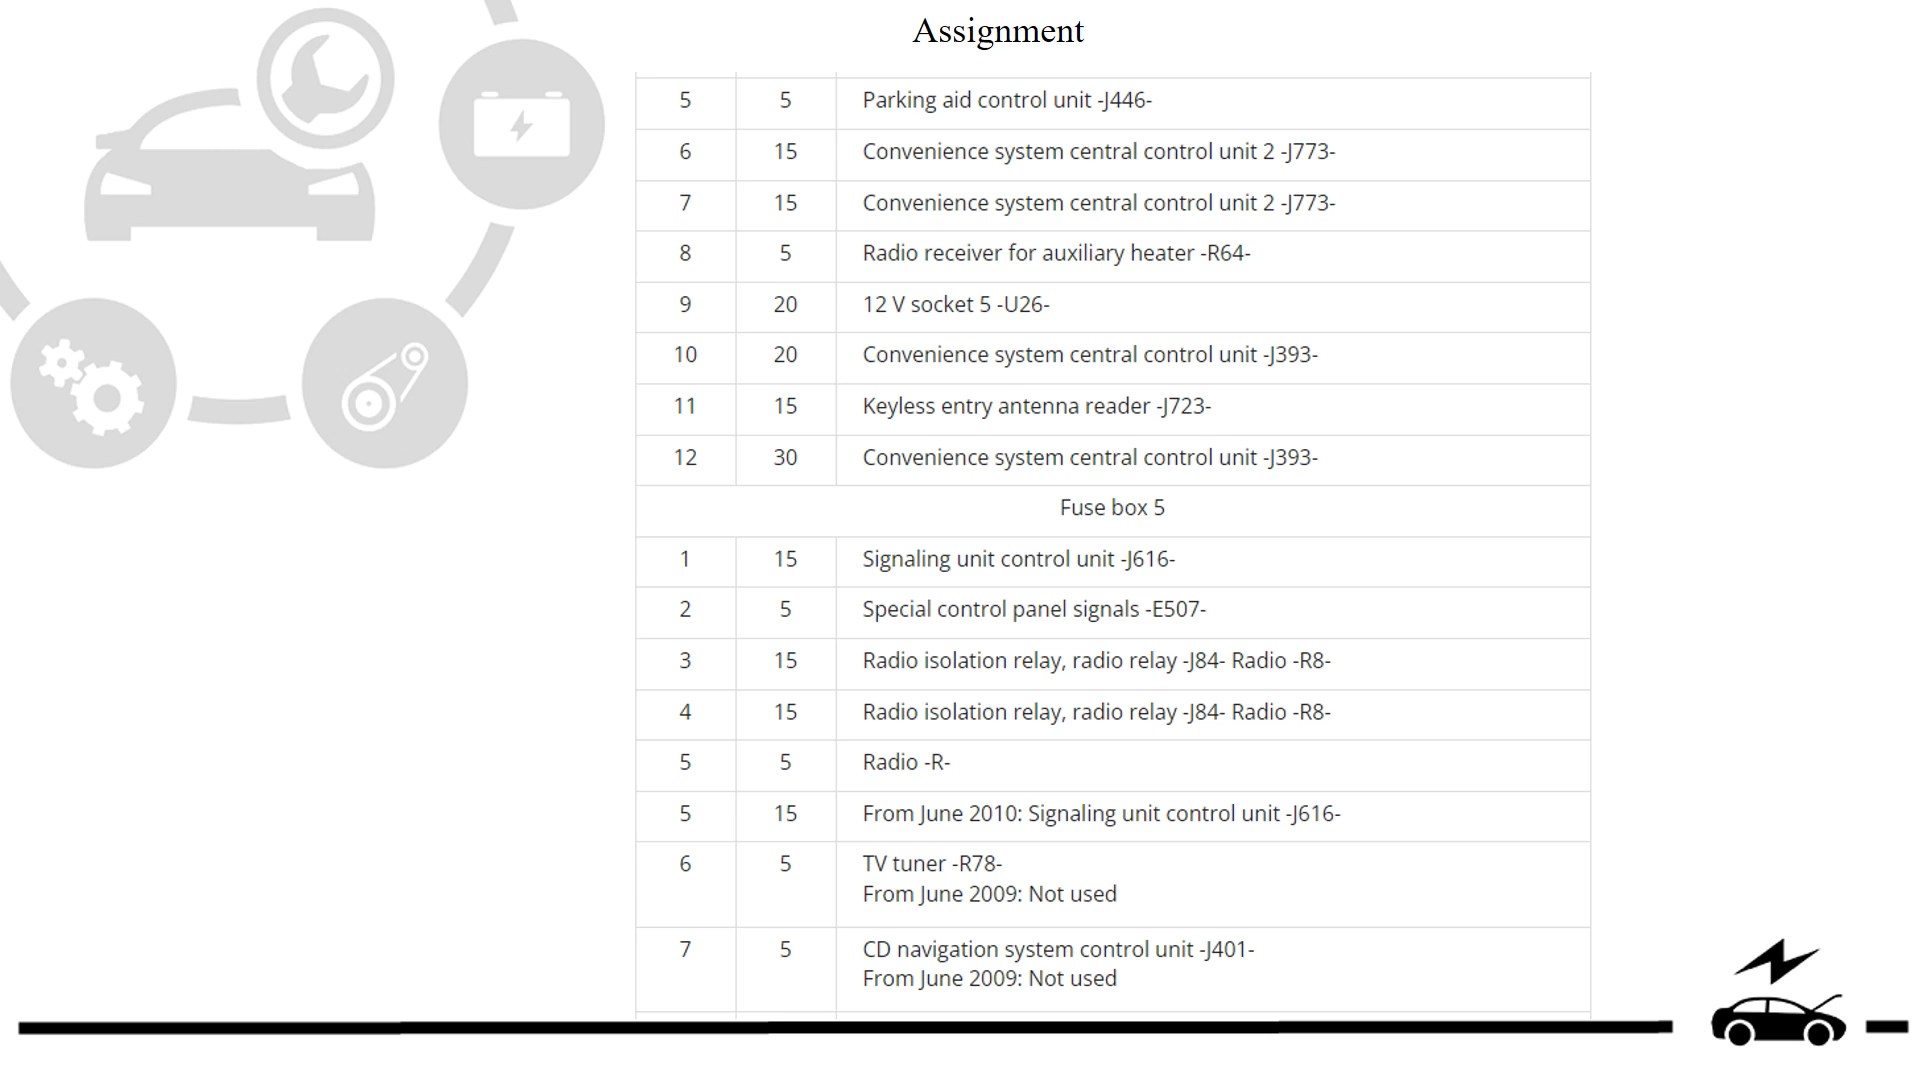 Assignment
5 5 Parking aid control unit -J446-
6 15 Convenience system central control unit 2 -J773-
7 15 Convenience system central control unit 2 -J773-
8 5 Radio receiver for auxiliary heater -R64-
9 20 12 V socket 5 -U26-
10 20 Convenience system central control unit -J393-
11 15 Keyless entry antenna reader -J723-
12 30 Convenience system central control unit -J393-
Fuse box 5
1 15 Signaling unit control unit -J616-
2 5 Special control panel signals -E507-
3 15 Radio isolation relay, radio relay -J84- Radio -R8-
4 15 Radio isolation relay, radio relay -J84- Radio -R8-
5 5 Radio -R-
5 15 From June 2010: Signaling unit control unit -J616-
6 5 TV tuner -R78-
From June 2009: Not used
7 5 CD navigation system control unit -J401-
From June 2009: Not used